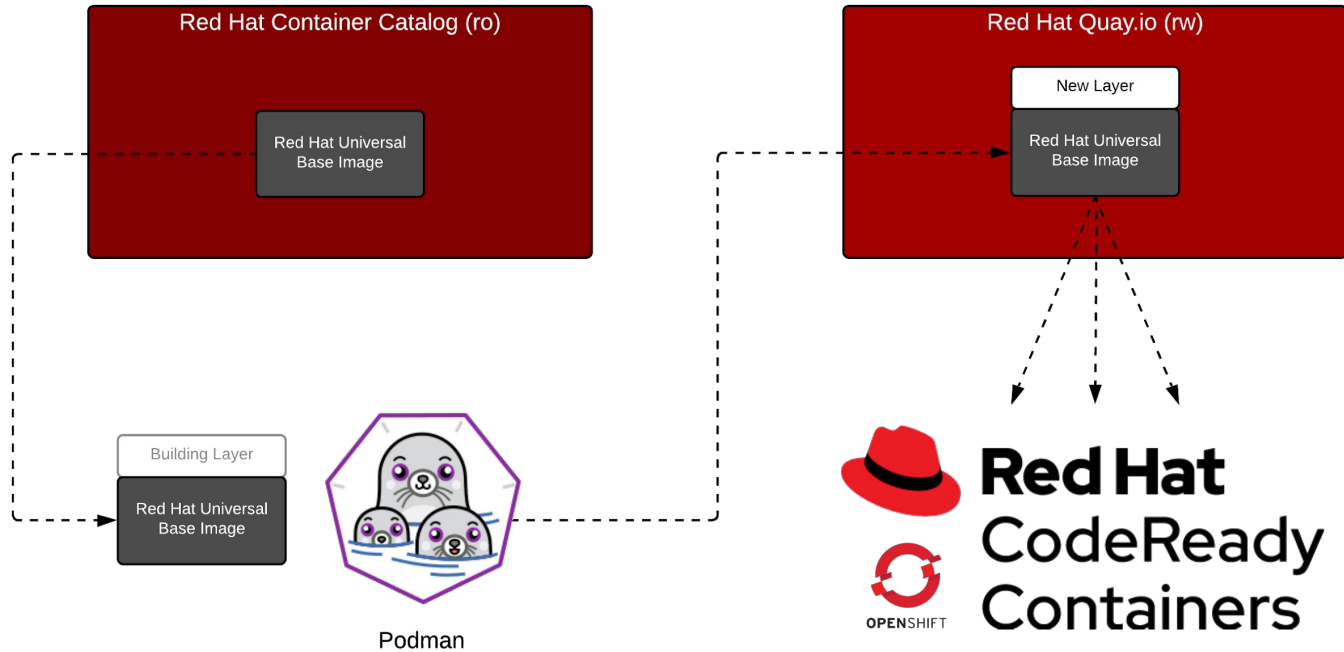 Red Hat Container Catalog (ro)
Red Hat Universal
Base Image
Red Hat Quay.io (rw)
New Layer
Red Hat Universal
Base Image
Building Layer
Red Hat Universal
Base Image
Podman
Red Hat
CodeReady
Containers
OPENSHIFT